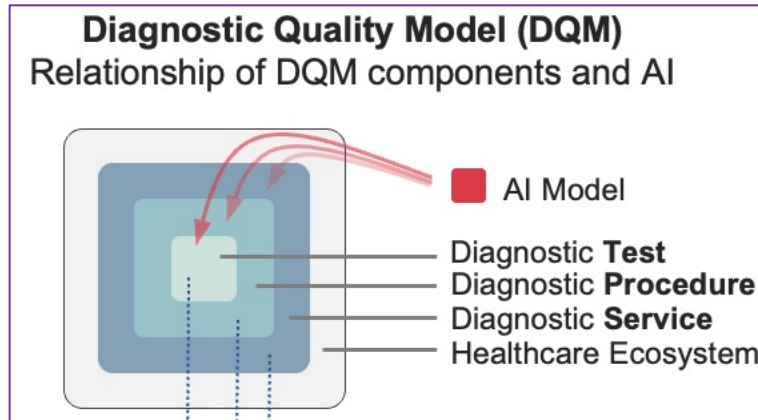 Diagnostic Quality Model (DQM)
Relationship of DQM components and AI
AI Model
Diagnostic Test
Diagnostic Procedure
Diagnostic Service
Healthcare Ecosystem